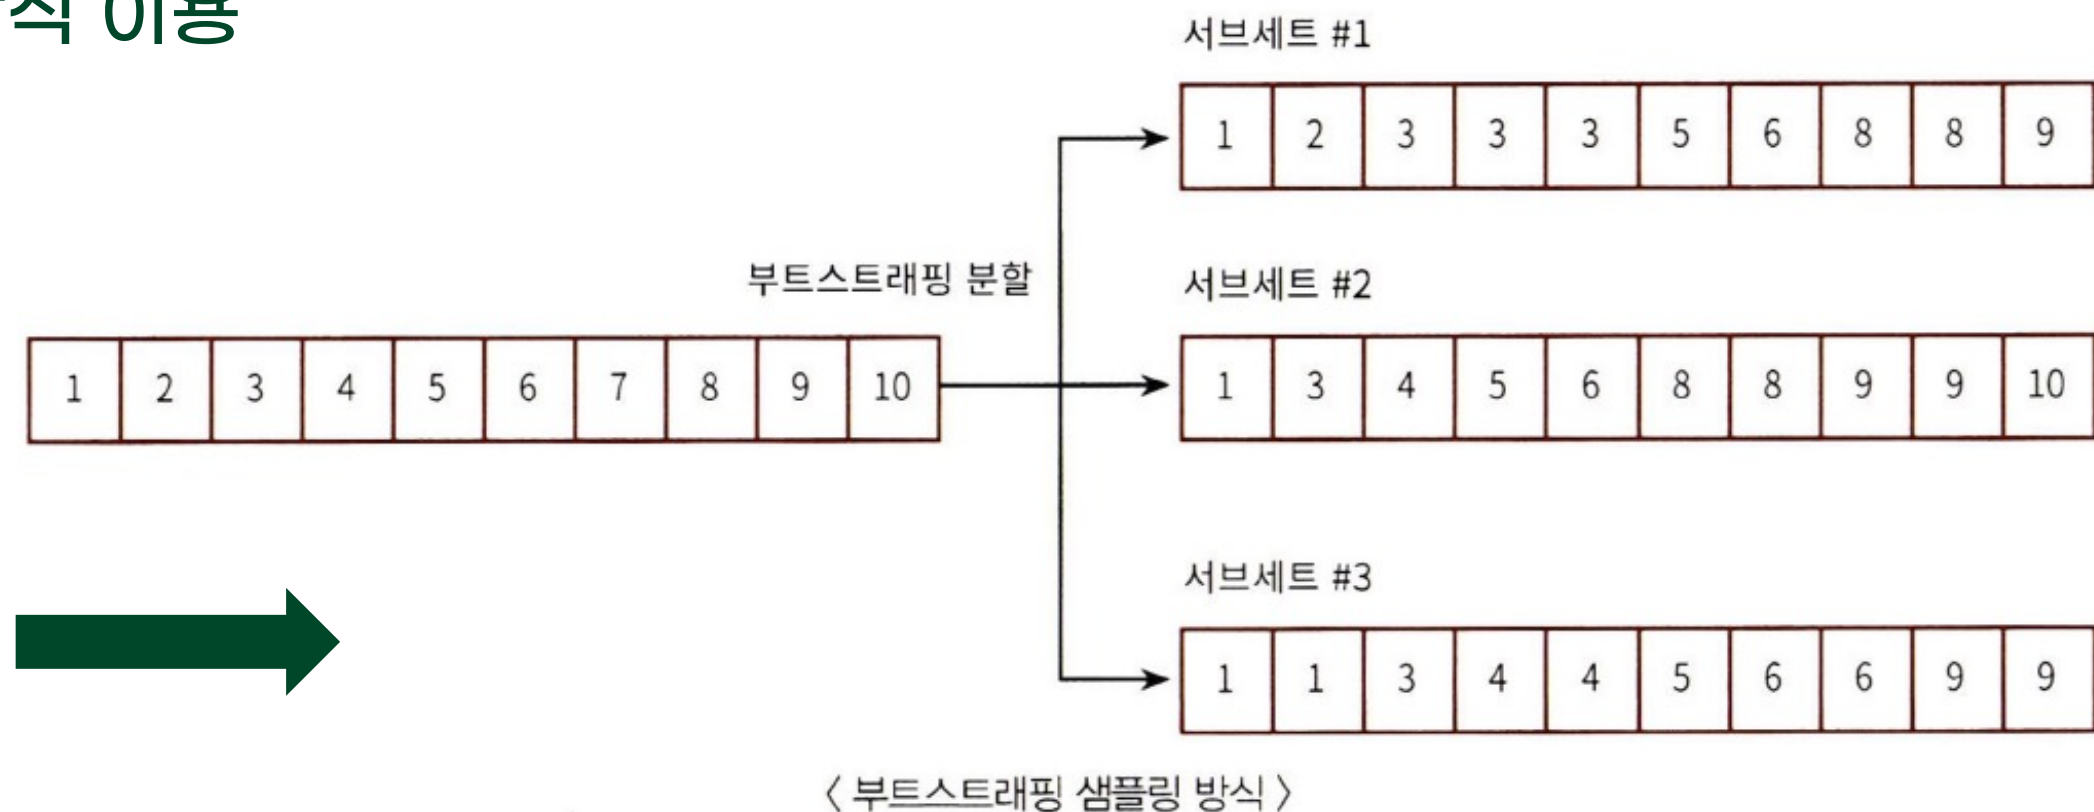 식 이용
서브세트 #1
1 2 3 3 3 5 6 8 8 9
부트스트래핑 분할
서브세트 #2
1 2 3 4 5 6 7 8 9 10
1 3 4 5 6 8 8 9 9 10
서브세트 #3
1 1 3 4 4 5 6 6 9 9
〈 부트스트래핑 샘플링 방식 〉